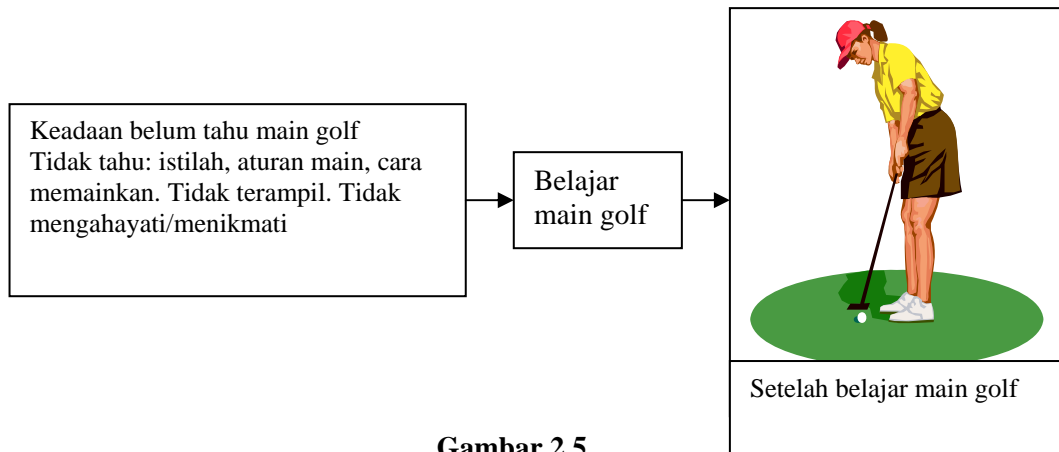 Keadaan belum tahu main golf
Tidak tahu: istilah, aturan main, cara
memainkan. Tidak terampil. Tidak
mengahayati/menikmati
Belajar
main golf
Setelah belajar main golf
Gambar 2.5